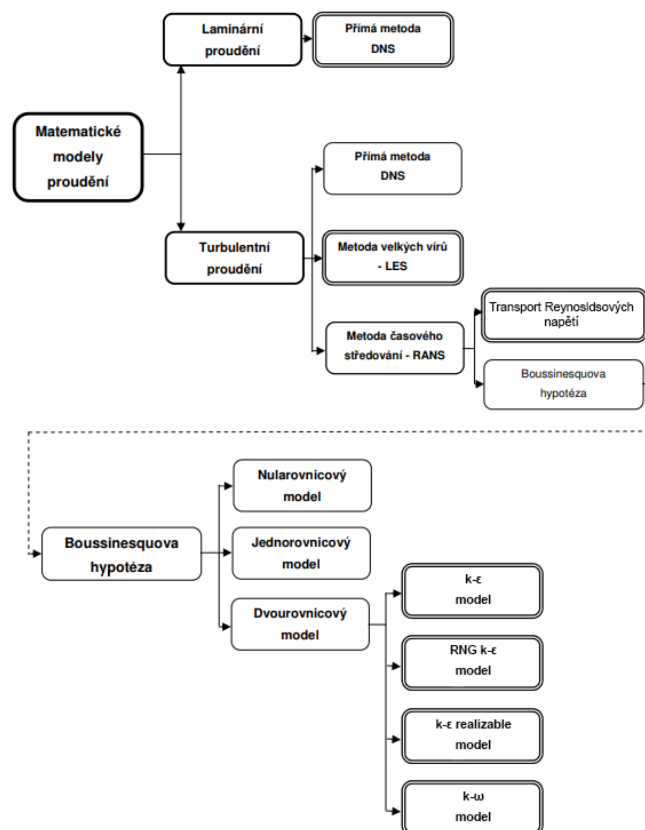 Laminární
proudění
Přímá metoda
DNS
Matematické
modely
proudění
Přímá metoda
DNS
Turbulentní
proudění
Metoda velkých vírů
- LES
Metoda časového
středování - RANS
Transport Reynosldsových
napětí
Boussinesquova
hypotéza
Boussinesquova
hypotéza
Nularovnicový
model
Jednorovnicový
model
Dvourovnicový
model
k-ε
model
RNG k-ε
model
k-ε realizable
model
k-ω
model